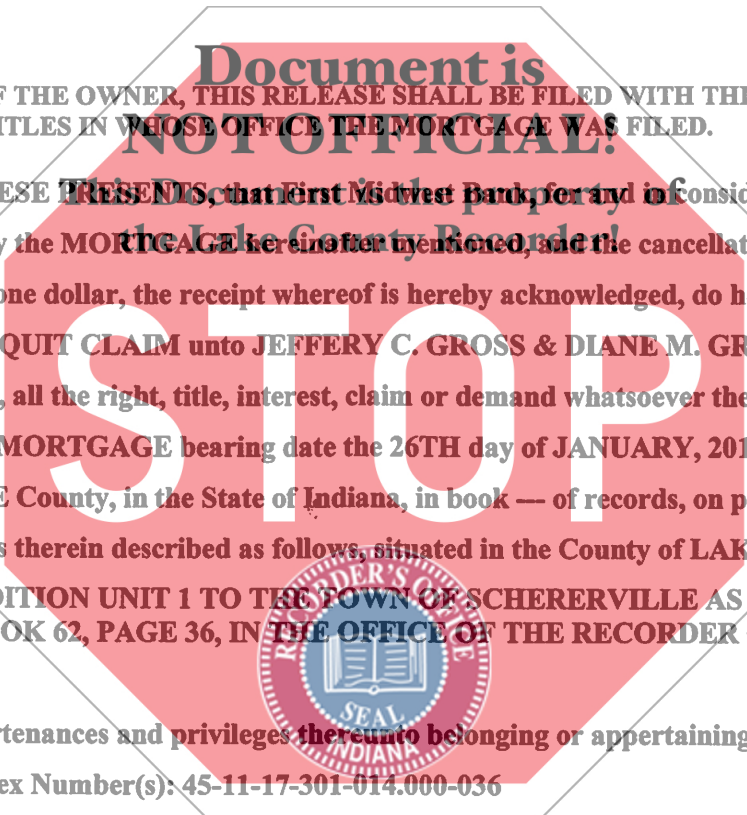 Document is
F THE OWNER, THIS RELEASE SHALL BE FILED WITH THE
ITLES IN WHOSE OFFICE THE MORTGAGE WAS FILED.
NOT OFFICIAL!
ESE PRESENTS, that First Midwest Bank, for and in consid
This Document is the property of
y the MORTGAGE hereinafter mentioned, and the cancellat
the Lake County Recorder!
one dollar, the receipt whereof is hereby acknowledged, do h
QUIT CLAIM unto JEFFERY C. GROSS & DIANE M. GR
, all the right, title, interest, claim or demand whatsoever the
MORTGAGE bearing date the 26TH day of JANUARY, 201
E County, in the State of Indiana, in book --- of records, on p
s therein described as follows, situated in the County of LAK
STOP
DITION UNIT 1 TO THE TOWN OF SCHERERVILLE AS
OK 62, PAGE 36, IN THE OFFICE OF THE RECORDER
RECORDER'S OFFICE
SEAL
INDIANA
rtenances and privileges thereunto belonging or appertaining
ex Number(s): 45-11-17-301-014.000-036